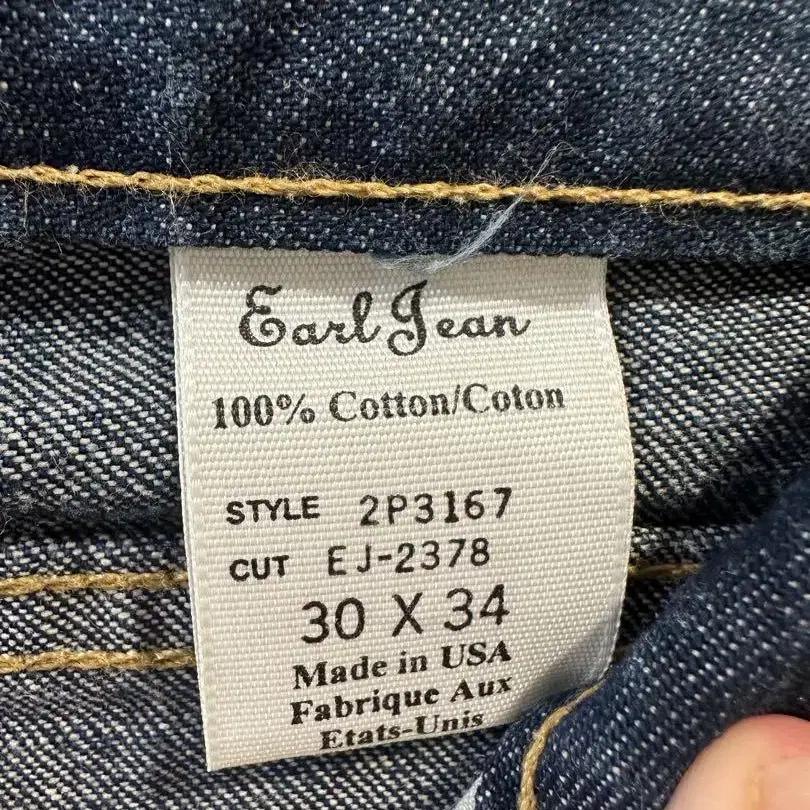 Earl Jean
100% Cotton/Coton
STYLE 2P3167
CUT EJ-2378
30 X 34
Made in USA
Fabrique Aux
Etats-Unis